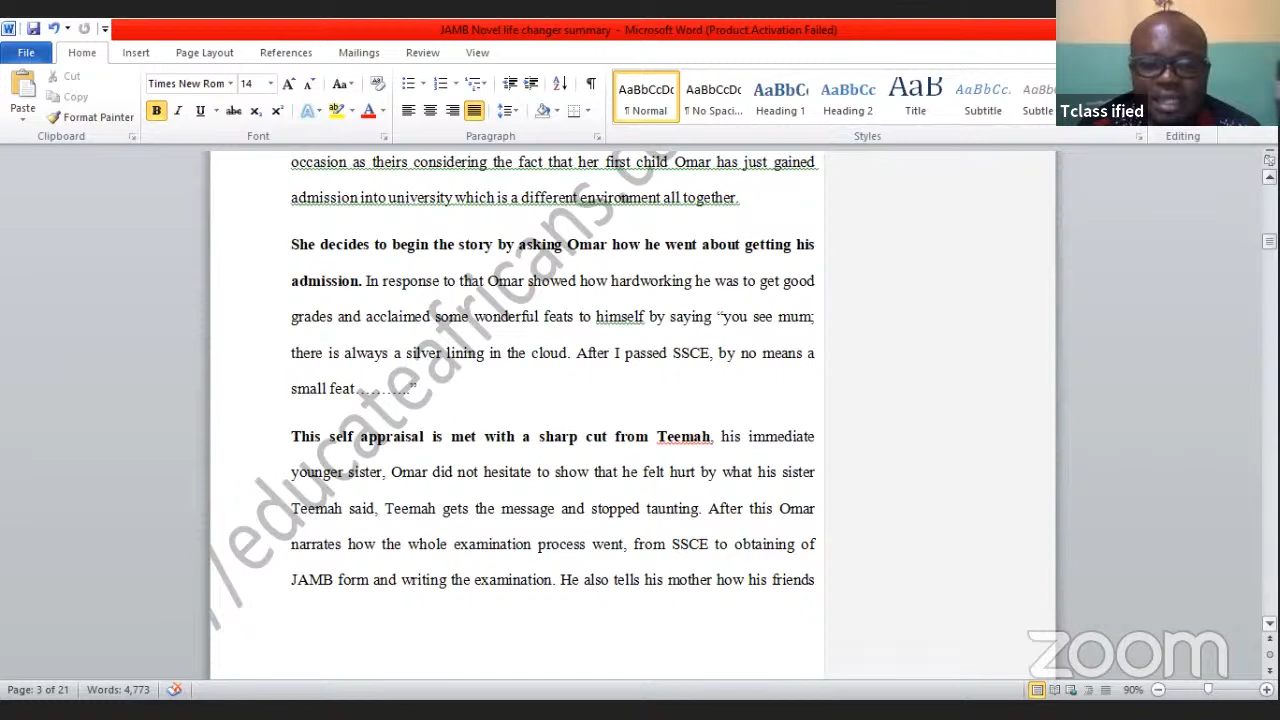 JAMB Novel life changer summary - Microsoft Word (Product Activation Failed)
File Home Insert Page Layout References Mailings Review View
Cut
Copy
Paste
Format Painter
Times New Rom 14
AaBbCcDc AaBbCcDc AaBbCc AaBbCc AaB AaBbCc.
¶ Normal ¶ No Spaci... Heading 1 Heading 2 Title Subtitle Subtle
Clipboard Font Paragraph Styles Editing
Tclass ified
occasion as theirs considering the fact that her first child Omar has just gained
admission into university which is a different environment all together.
She decides to begin the story by asking Omar how he went about getting his
admission. In response to that Omar showed how hardworking he was to get good
grades and acclaimed some wonderful feats to himself by saying “you see mum;
there is always a silver lining in the cloud. After I passed SSCE, by no means a
small feat………..”
This self appraisal is met with a sharp cut from Teemah, his immediate
younger sister, Omar did not hesitate to show that he felt hurt by what his sister
Teemah said, Teemah gets the message and stopped taunting. After this Omar
narrates how the whole examination process went, from SSCE to obtaining of
JAMB form and writing the examination. He also tells his mother how his friends
//educateafricans.c
zoom
Page: 3 of 21 Words: 4,773 90%